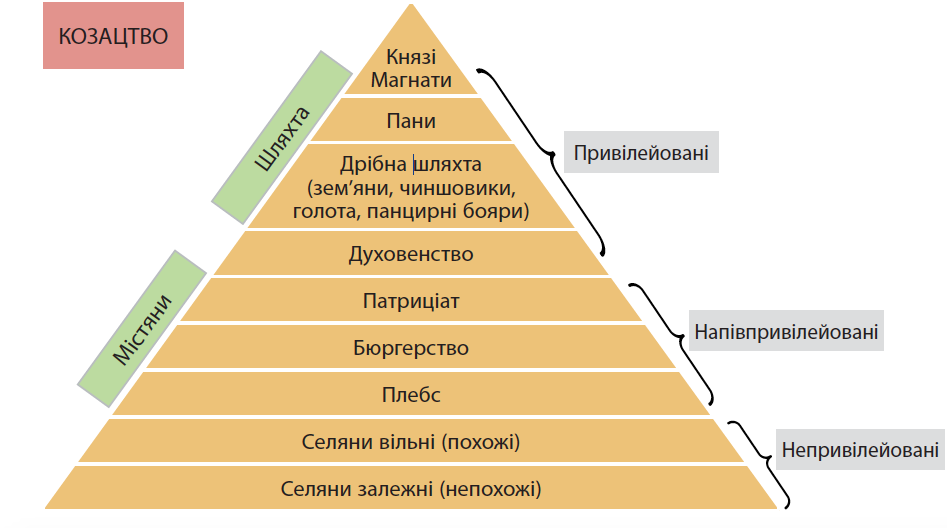 КОЗАЦТВО
Князі
Магнати
Пани
Дрібна шляхта
(зем’яни, чиншовики,
голота, панцирні бояри)
Духовенство
Патриціат
Бюргерство
Плебс
Селяни вільні (похожі)
Селяни залежні (непохожі)
Шляхта
Містяни
Привілейовані
Напівпривілейовані
Непривілейовані